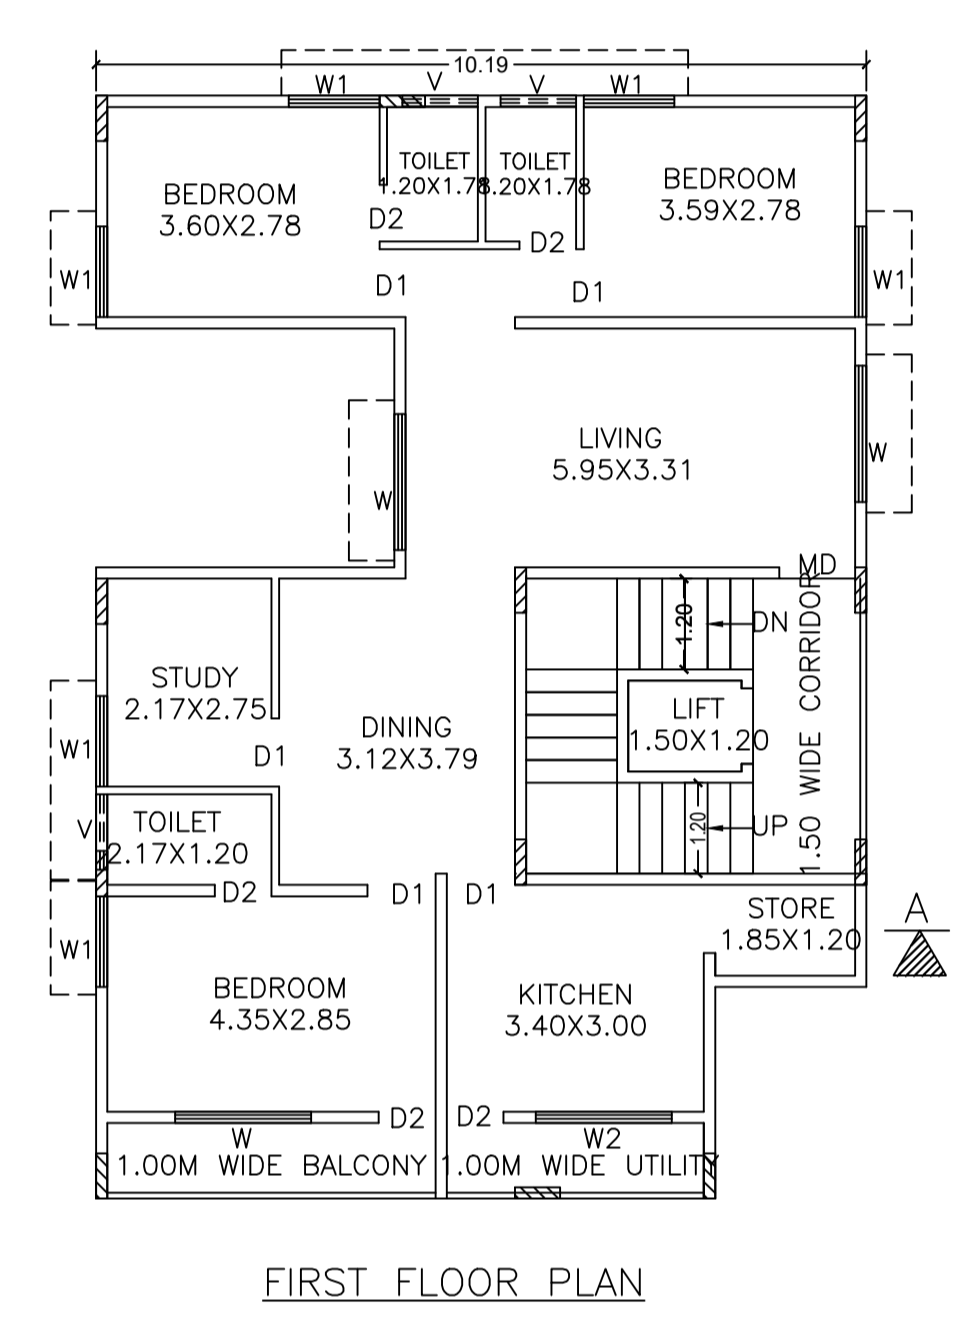 10.19
W1
V
V
W1
TOILET
1.20X1.78
TOILET
1.20X1.78
BEDROOM
3.60X2.78
BEDROOM
3.59X2.78
D2
D2
W1
D1
D1
W1
LIVING
5.95X3.31
W
W
MD
1.20
DN
1.50 WIDE CORRIDOR
STUDY
2.17X2.75
LIFT
1.50X1.20
DINING
3.12X3.79
W1
D1
V
TOILET
2.17X1.20
1.20
UP
D2
D1
D1
STORE
1.85X1.20
A
W1
BEDROOM
4.35X2.85
KITCHEN
3.40X3.00
D2
D2
W
W2
1.00M WIDE BALCONY
1.00M WIDE UTILITY
FIRST FLOOR PLAN